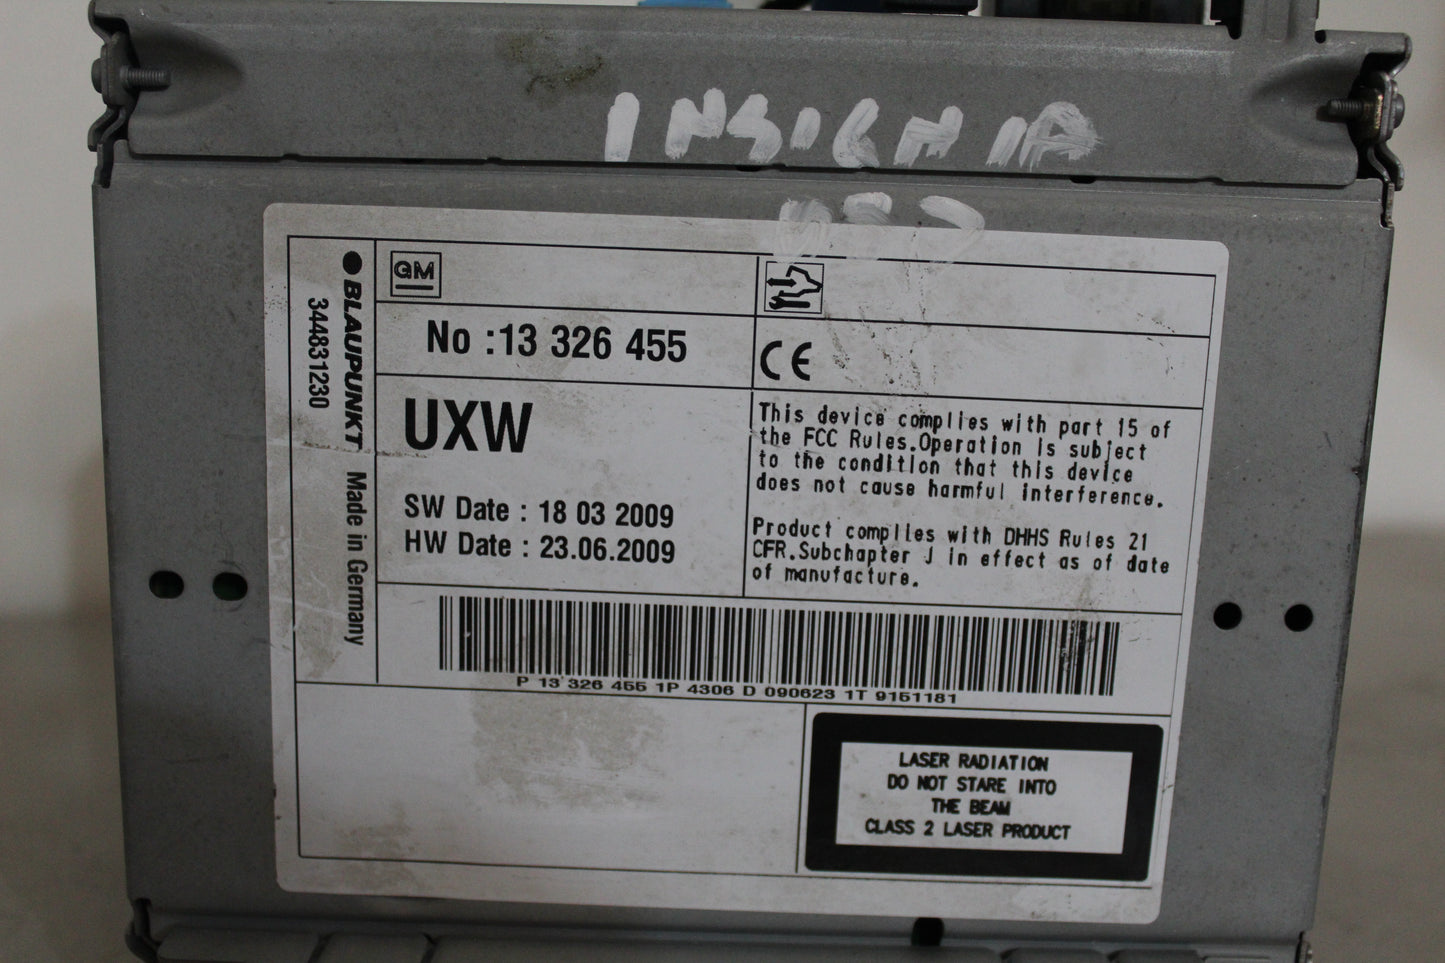 INSIGNIA
GM
No :13 326 455
CE
UXW
SW Date : 18 03 2009
HW Date : 23.06.2009
This device complies with part 15 of
the FCC Rules.Operation is subject
to the condition that this device
does not cause harmful interference.
Product complies with DHHS Rules 21
CFR.Subchapter J in effect as of date
of manufacture.
BLAUPUNKT Made in Germany
344831230
P 13 326 455 1P 4306 D 090623 1T 9151181
LASER RADIATION
DO NOT STARE INTO
THE BEAM
CLASS 2 LASER PRODUCT